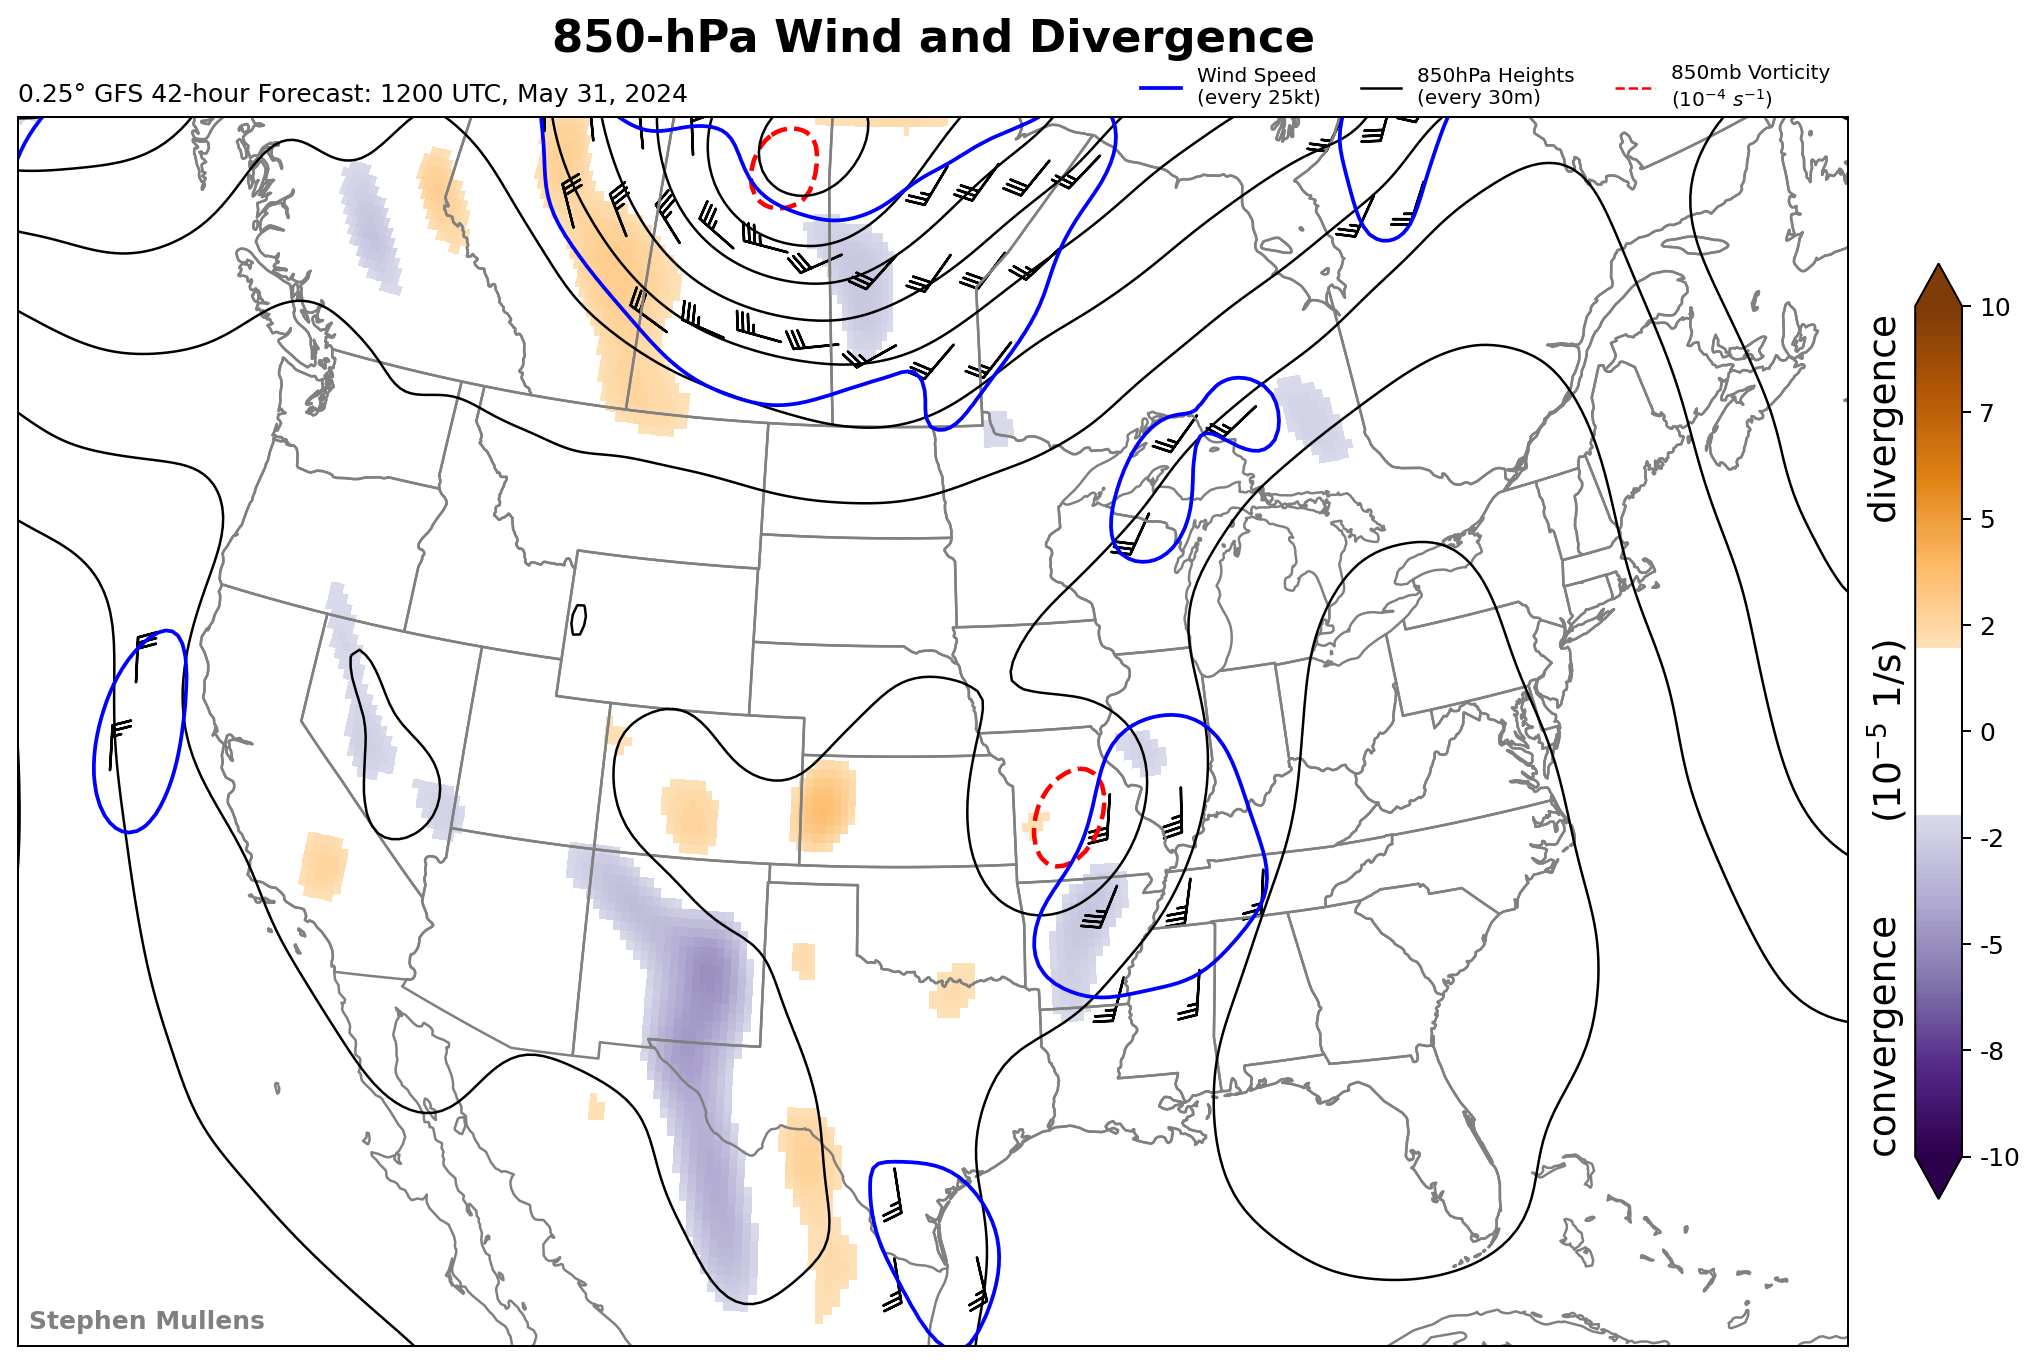 850-hPa Wind and Divergence
0.25° GFS 42-hour Forecast: 1200 UTC, May 31, 2024
Wind Speed
(every 25kt)
850hPa Heights
(every 30m)
850mb Vorticity
(10⁻⁴ s⁻¹)
10
7
5
2
0
-2
-5
-8
-10
divergence
(10⁻⁵ 1/s)
convergence
Stephen Mullens